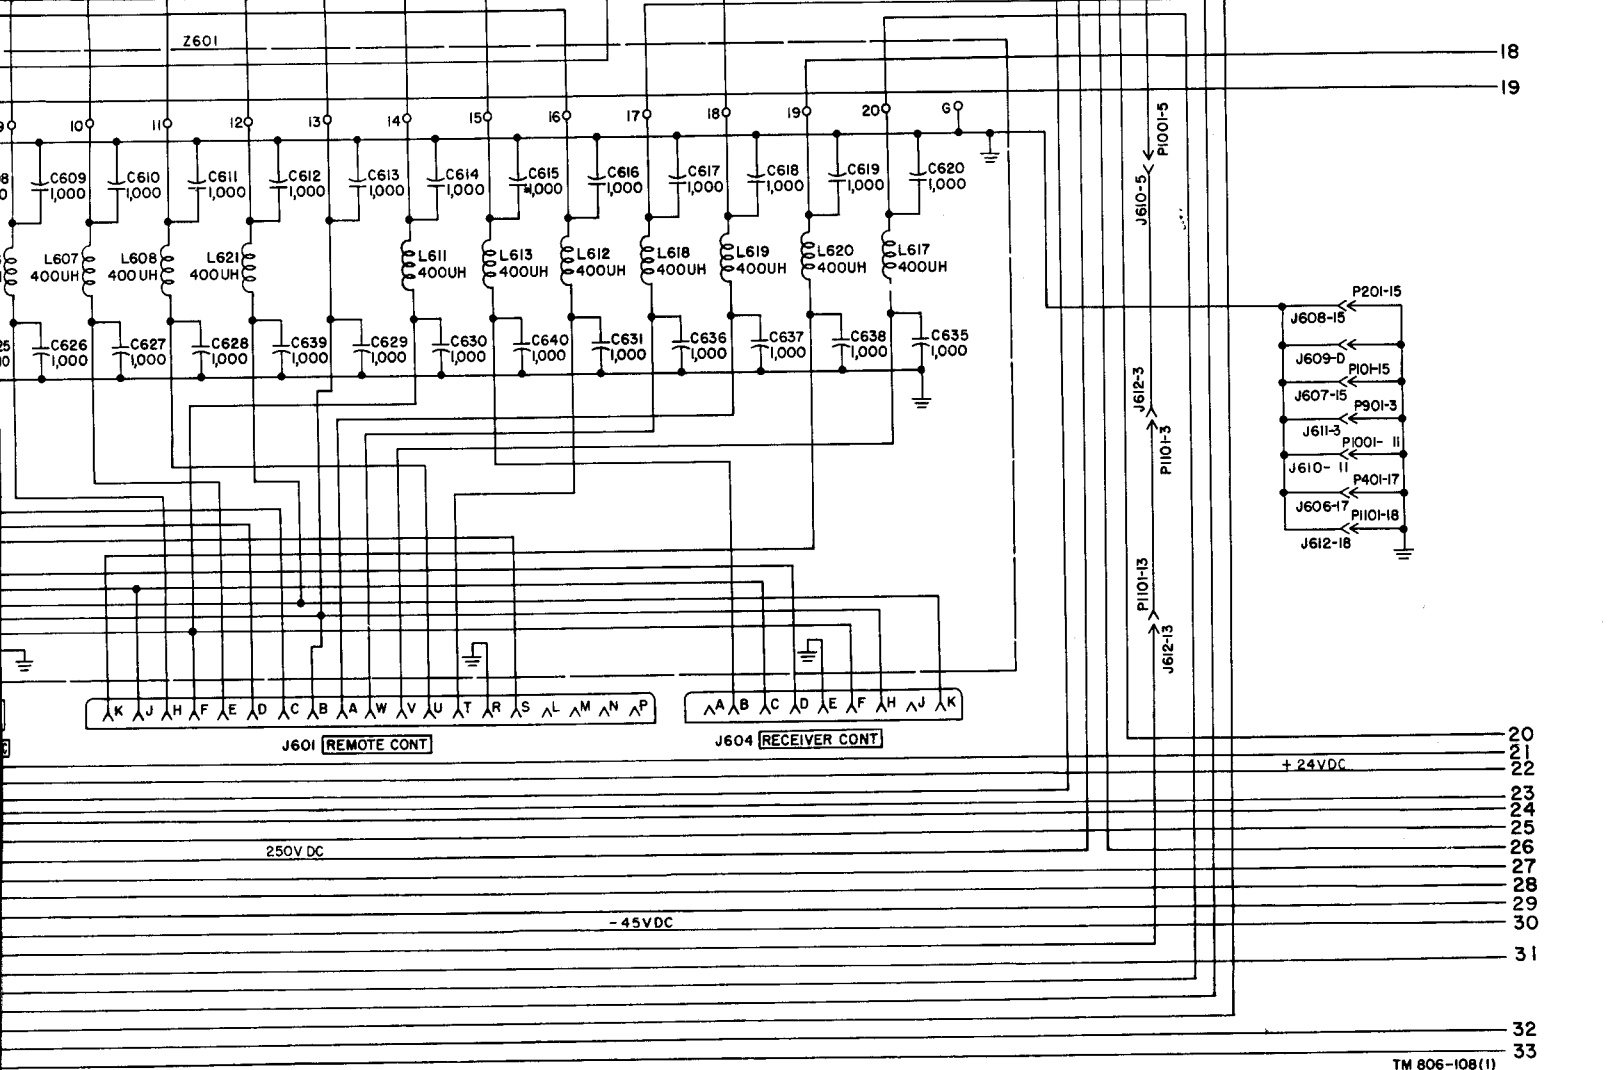 Z601
18
19
9 10 11 12 13 14 15 16 17 18 19 20 G
P1001-5
C609 1,000
C610 1,000
C611 1,000
C612 1,000
C613 1,000
C614 1,000
C615 1,000
C616 1,000
C617 1,000
C618 1,000
C619 1,000
C620 1,000
J610-5
L607 400UH
L608 400UH
L621 400UH
L611 400UH
L613 400UH
L612 400UH
L618 400UH
L619 400UH
L620 400UH
L617 400UH
C626 1,000
C627 1,000
C628 1,000
C639 1,000
C629 1,000
C630 1,000
C640 1,000
C631 1,000
C636 1,000
C637 1,000
C638 1,000
C635 1,000
P201-15
J608-15
J609-D
P101-15
J607-15
P901-3
J611-3
P1001- 11
J610- 11
P401-17
J606-17
P1101-18
J612-18
J612-3
P1101-3
P1101-13
J612-13
K J H F E D C B A W V U T R S L M N P
A B C D E F H J K
J601 REMOTE CONT
J604 RECEIVER CONT
20
21
+24VDC
22
23
24
25
250V DC
26
27
28
29
-45VDC
30
31
32
33
TM 806-108(1)